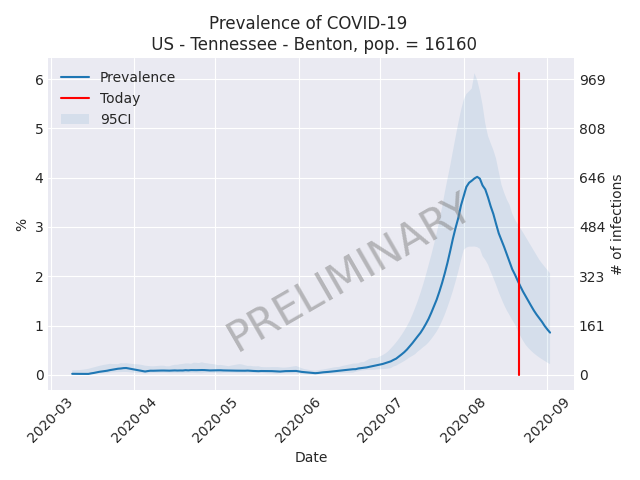 Prevalence of COVID-19
US - Tennessee - Benton, pop. = 16160
Prevalence
Today
95CI
6
5
4
3
2
1
0
%
969
808
646
484
323
161
0
# of infections
PRELIMINARY
2020-03
2020-04
2020-05
2020-06
2020-07
2020-08
2020-09
Date